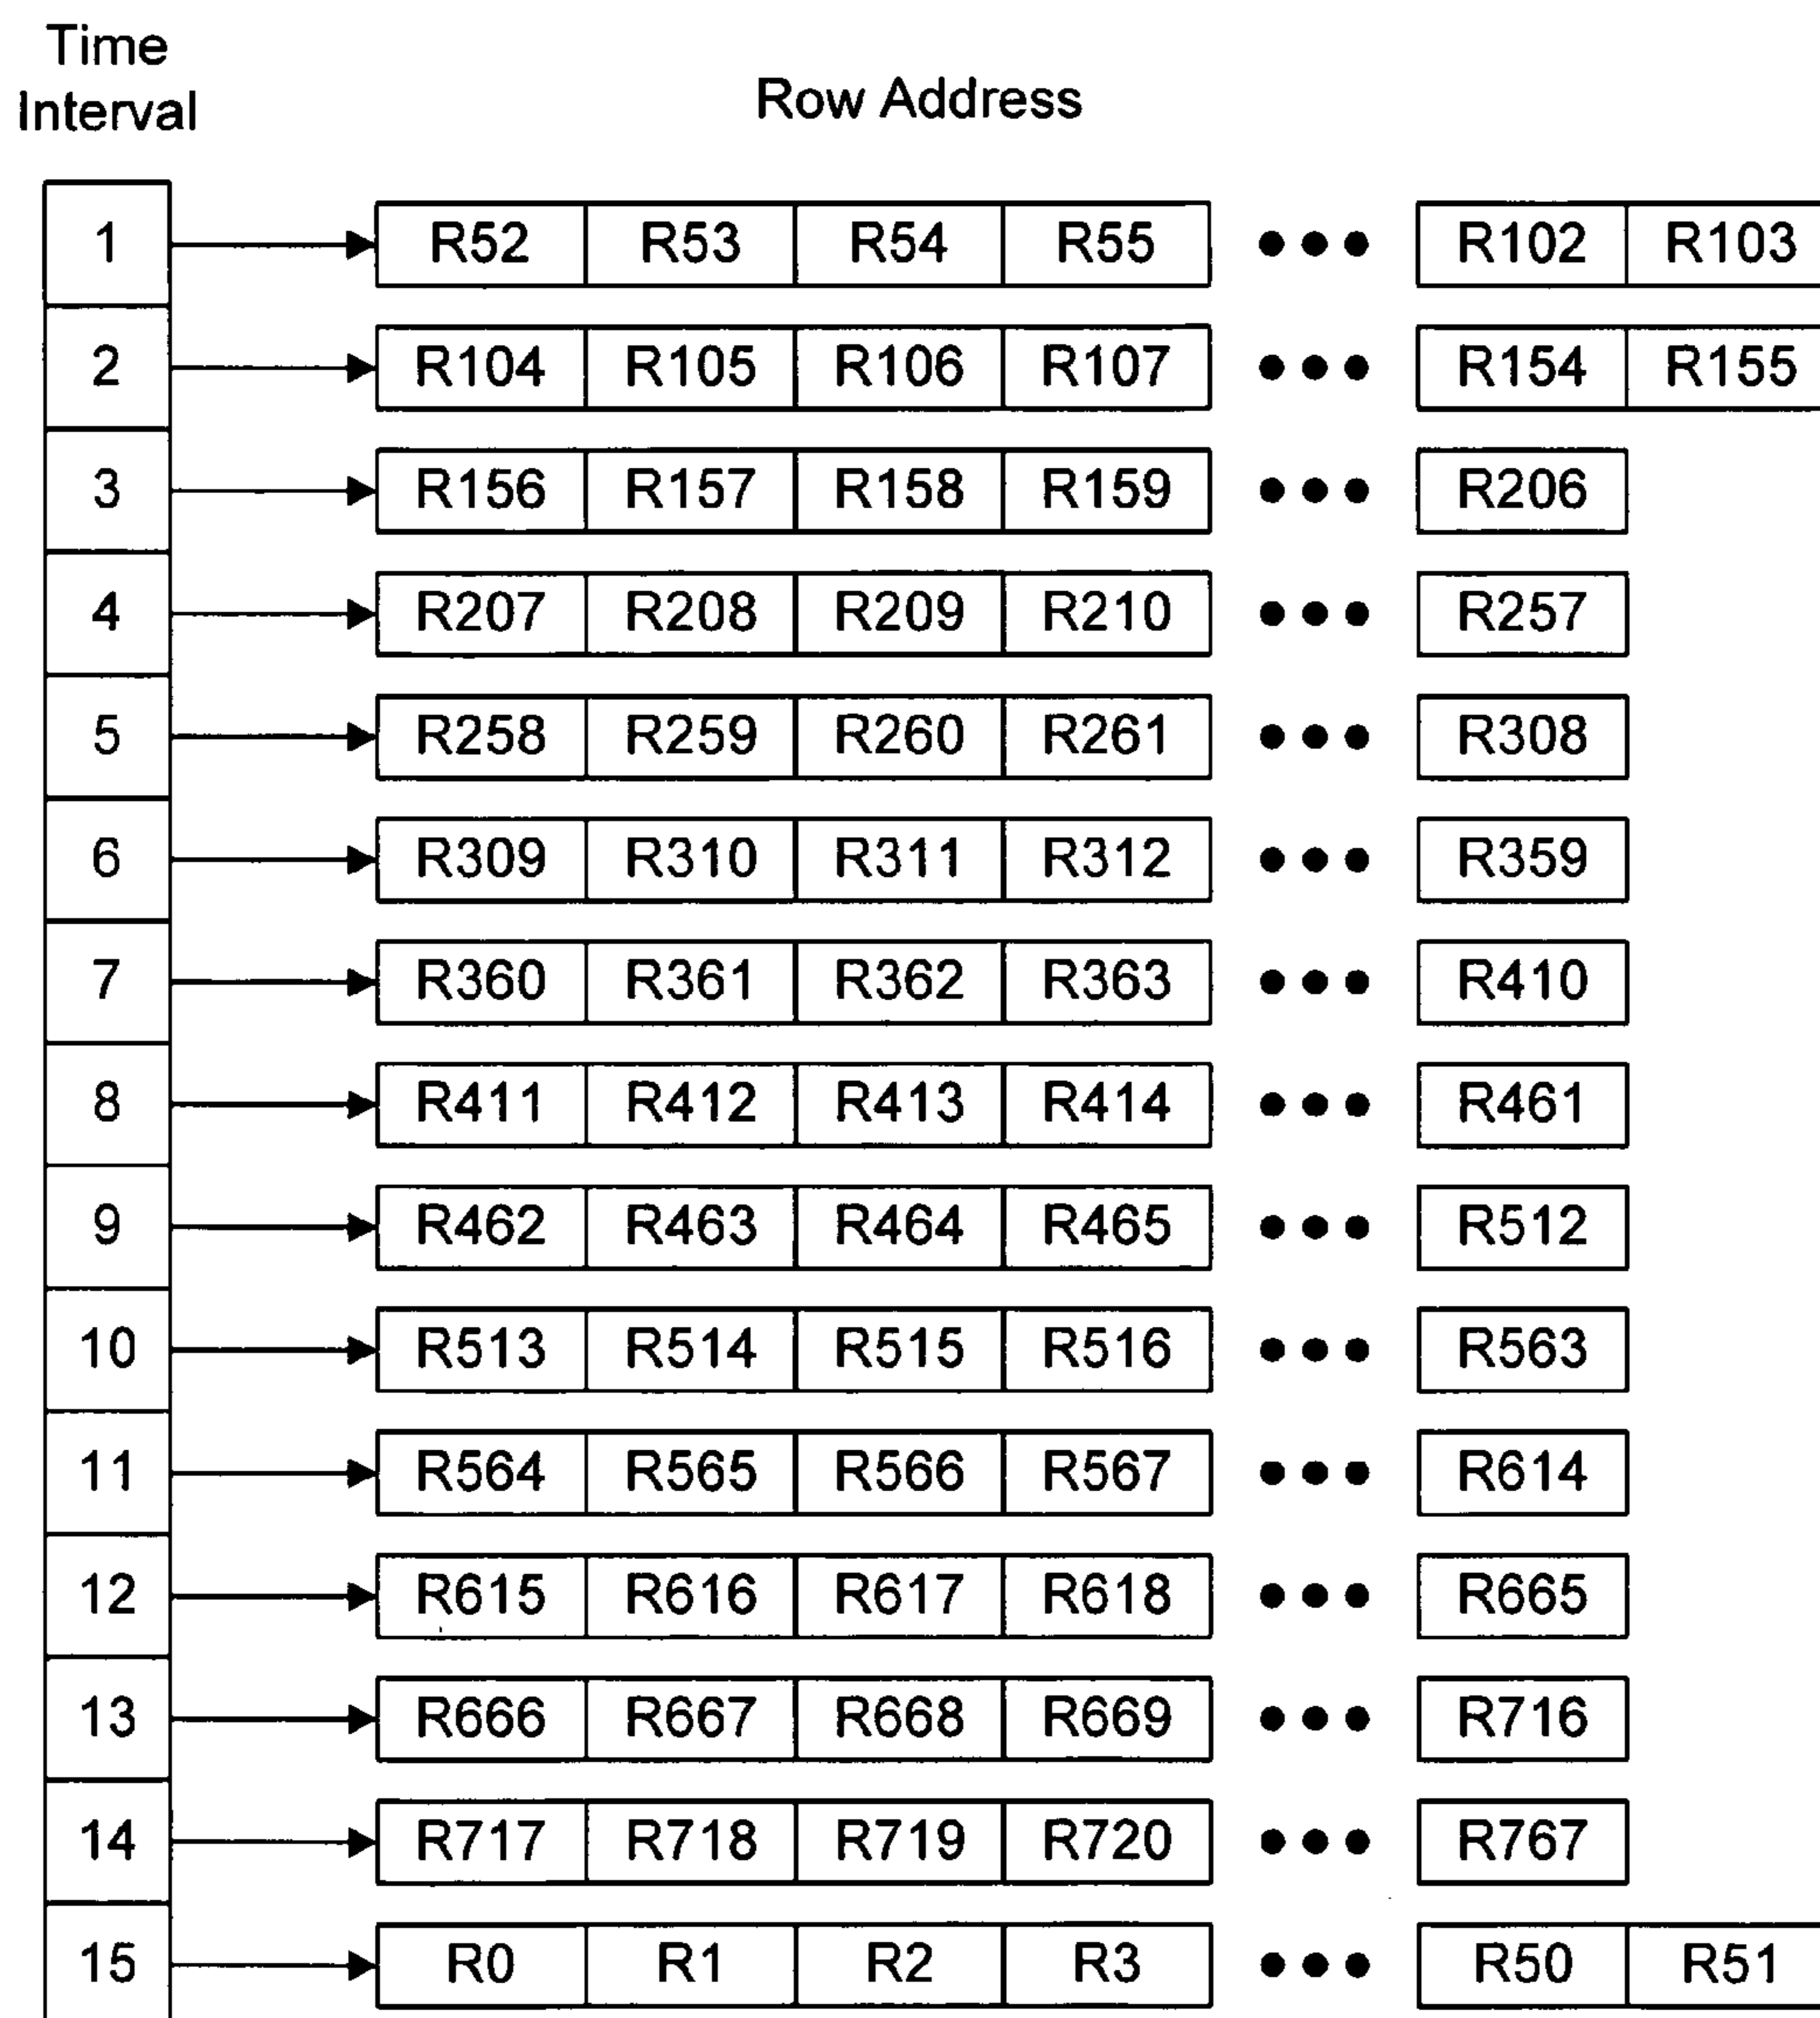 Time
Interval
Row Address
1 R52 R53 R54 R55 ●●● R102 R103
2 R104 R105 R106 R107 ●●● R154 R155
3 R156 R157 R158 R159 ●●● R206
4 R207 R208 R209 R210 ●●● R257
5 R258 R259 R260 R261 ●●● R308
6 R309 R310 R311 R312 ●●● R359
7 R360 R361 R362 R363 ●●● R410
8 R411 R412 R413 R414 ●●● R461
9 R462 R463 R464 R465 ●●● R512
10 R513 R514 R515 R516 ●●● R563
11 R564 R565 R566 R567 ●●● R614
12 R615 R616 R617 R618 ●●● R665
13 R666 R667 R668 R669 ●●● R716
14 R717 R718 R719 R720 ●●● R767
15 R0 R1 R2 R3 ●●● R50 R51